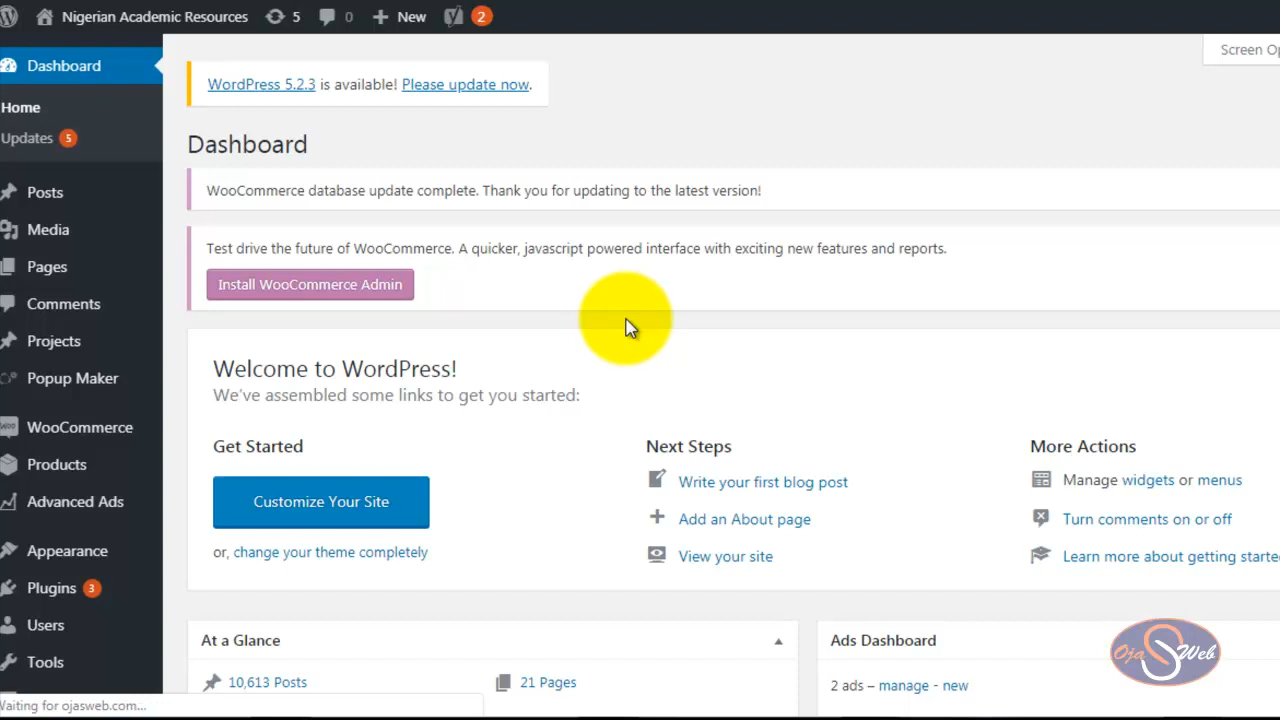 Nigerian Academic Resources 5 0 New 2
Screen Op
Dashboard
Home
Updates 5
Posts
Media
Pages
Comments
Projects
Popup Maker
WooCommerce
Products
Advanced Ads
Appearance
Plugins 3
Users
Tools
WordPress 5.2.3 is available! Please update now.
Dashboard
WooCommerce database update complete. Thank you for updating to the latest version!
Test drive the future of WooCommerce. A quicker, javascript powered interface with exciting new features and reports.
Install WooCommerce Admin
Welcome to WordPress!
We've assembled some links to get you started:
Get Started
Customize Your Site
or, change your theme completely
Next Steps
Write your first blog post
Add an About page
View your site
More Actions
Manage widgets or menus
Turn comments on or off
Learn more about getting starte
At a Glance
10,613 Posts
21 Pages
Ads Dashboard
2 ads – manage - new
Oja Web
Waiting for ojasweb.com...